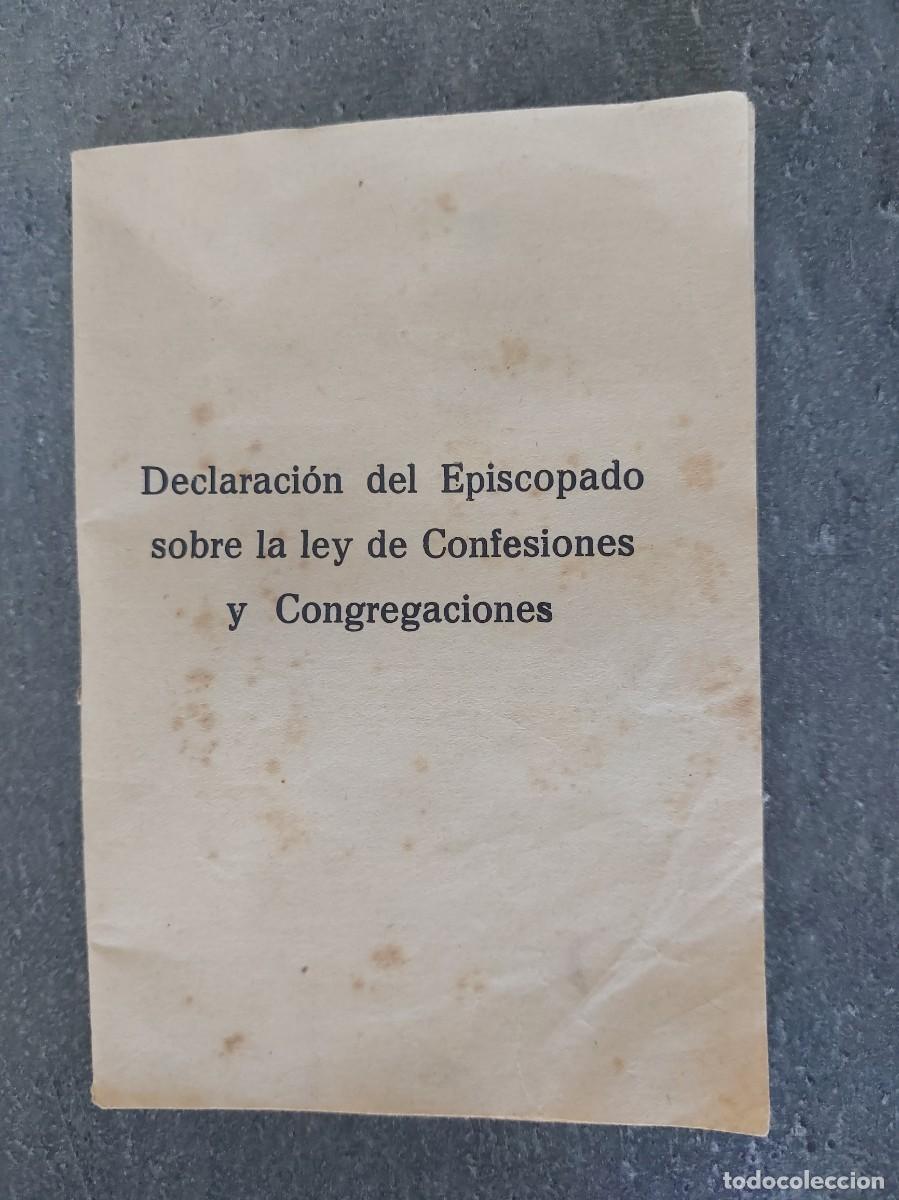 Declaración del Episcopado
sobre la ley de Confesiones
y Congregaciones
todocoleccion